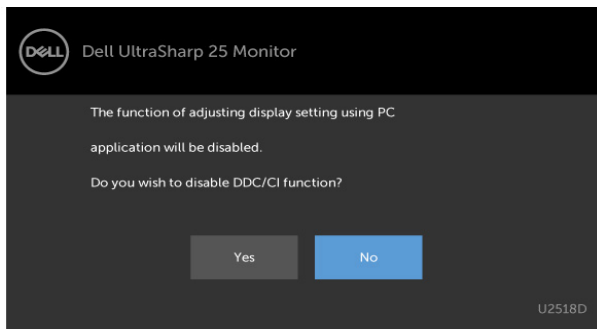 DELL Dell UltraSharp 25 Monitor
The function of adjusting display setting using PC
application will be disabled.
Do you wish to disable DDC/CI function?
Yes No
U2518D